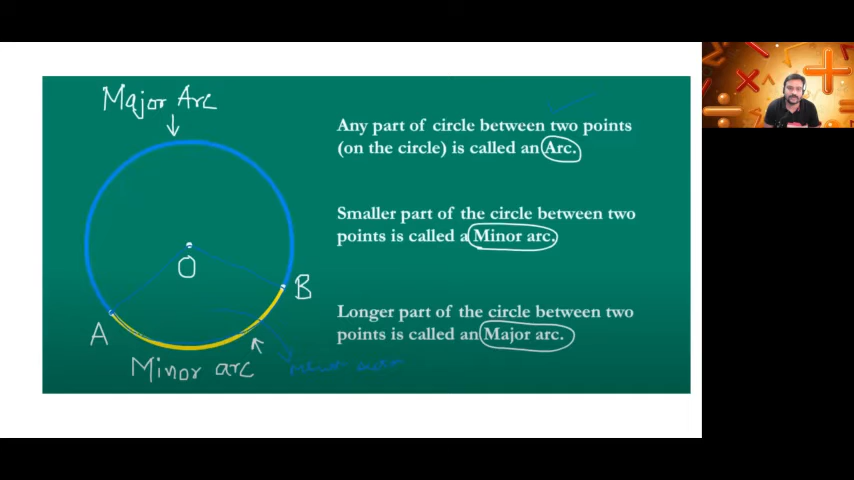 Major Arc
Any part of circle between two points
(on the circle) is called an Arc.
Smaller part of the circle between two
points is called a Minor arc.
O
B
Longer part of the circle between two
points is called an Major arc.
A
Minor arc